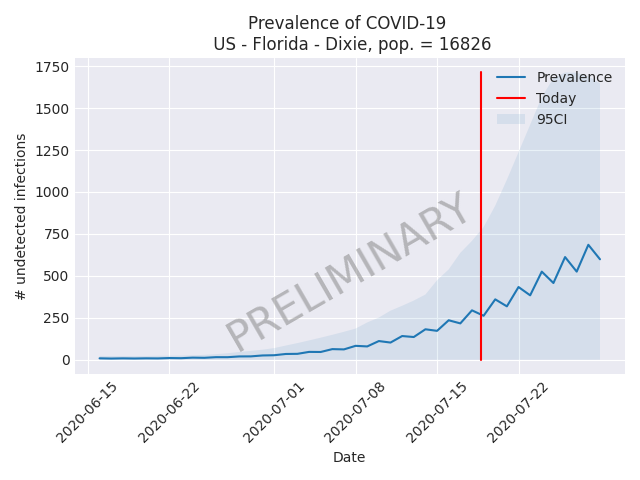 Prevalence of COVID-19
US - Florida - Dixie, pop. = 16826
1750
1500
1250
1000
750
500
250
0
# undetected infections
Prevalence
Today
95CI
PRELIMINARY
2020-06-15
2020-06-22
2020-07-01
2020-07-08
2020-07-15
2020-07-22
Date